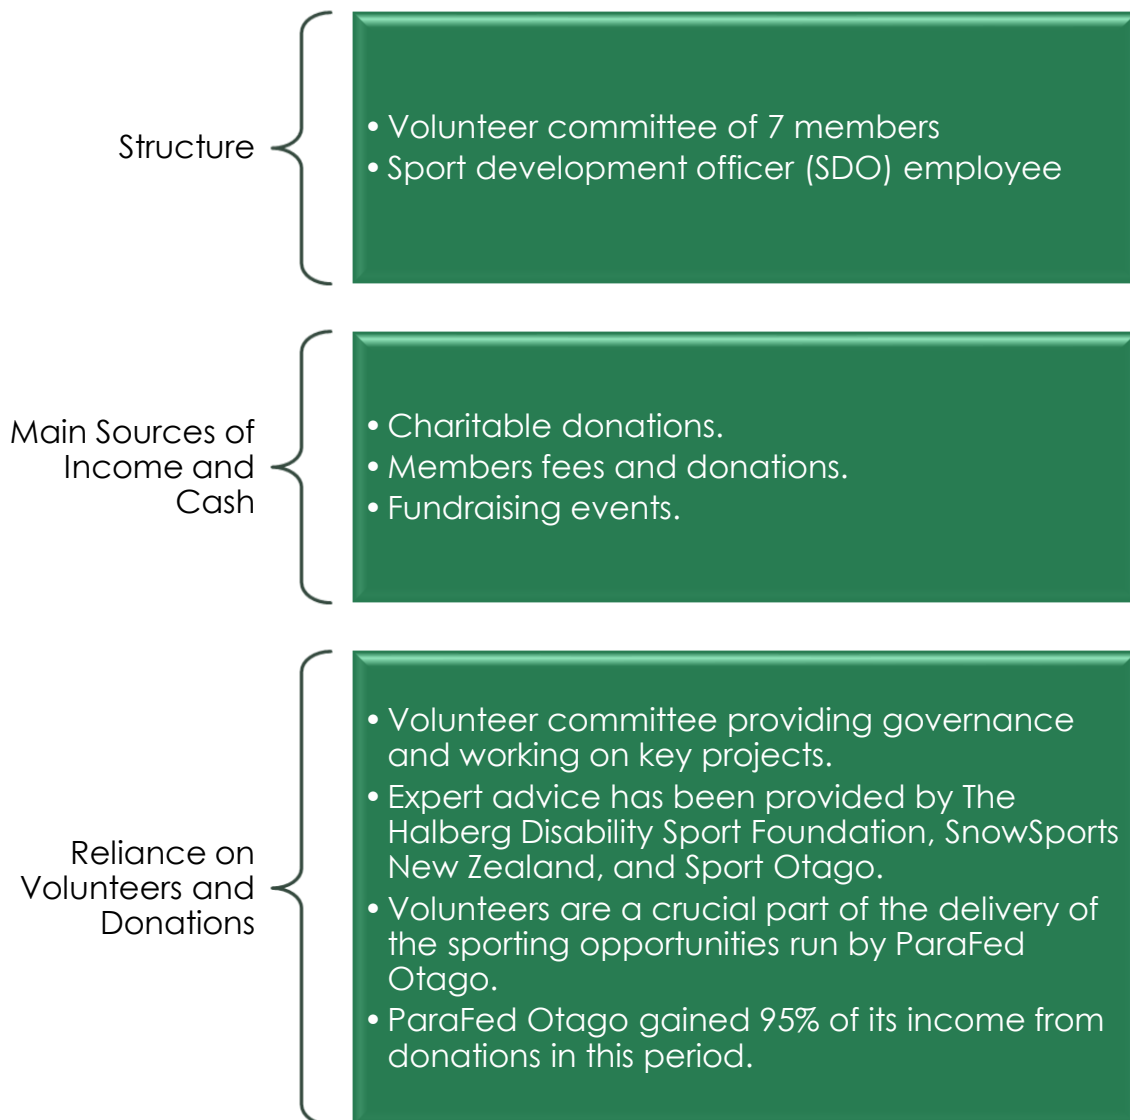 Structure
• Volunteer committee of 7 members
• Sport development officer (SDO) employee
Main Sources of
Income and
Cash
• Charitable donations.
• Members fees and donations.
• Fundraising events.
Reliance on
Volunteers and
Donations
• Volunteer committee providing governance
and working on key projects.
• Expert advice has been provided by The
Halberg Disability Sport Foundation, SnowSports
New Zealand, and Sport Otago.
• Volunteers are a crucial part of the delivery of
the sporting opportunities run by ParaFed
Otago.
• ParaFed Otago gained 95% of its income from
donations in this period.